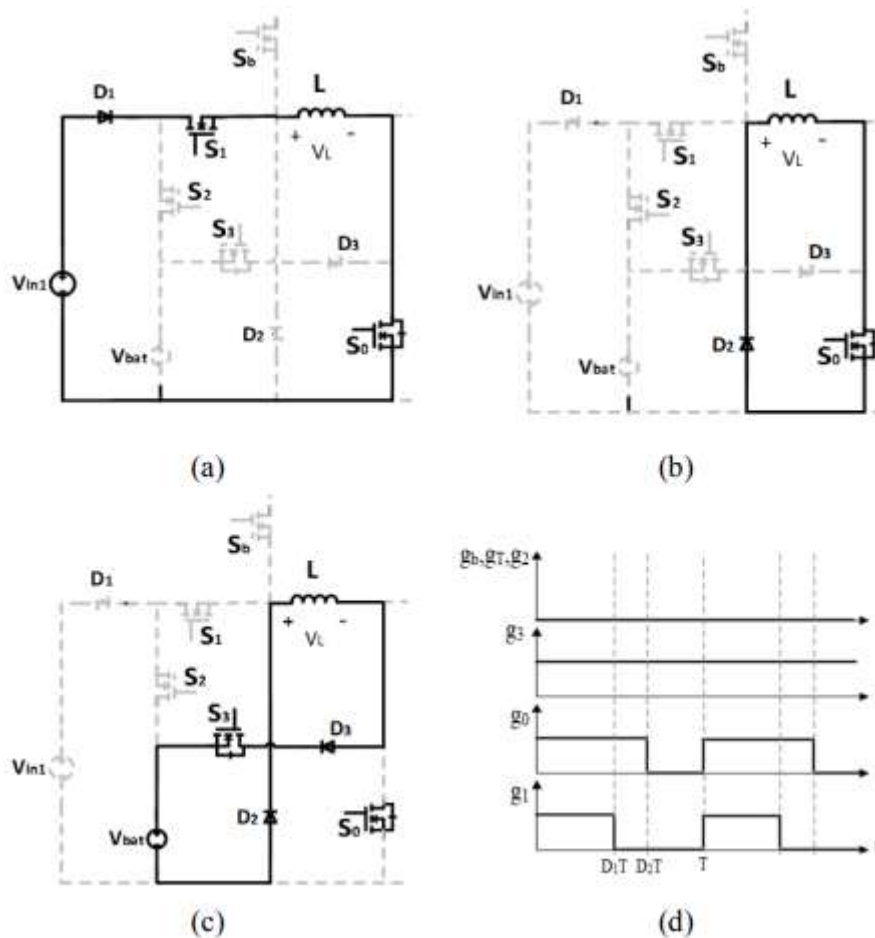 Sb
L
D1
S1
+ VL -
S2
S3
D3
Vin1
D2
S0
Vbat
(a)
Sb
L
D1
S1
+ VL -
S2
S3
D3
Vin1
D2
S0
Vbat
(b)
Sb
L
D1
S1
+ VL -
S2
S3
D3
Vin1
D2
S0
Vbat
(c)
gb,gT,g2
g3
g0
g1
D1T D2T T
(d)